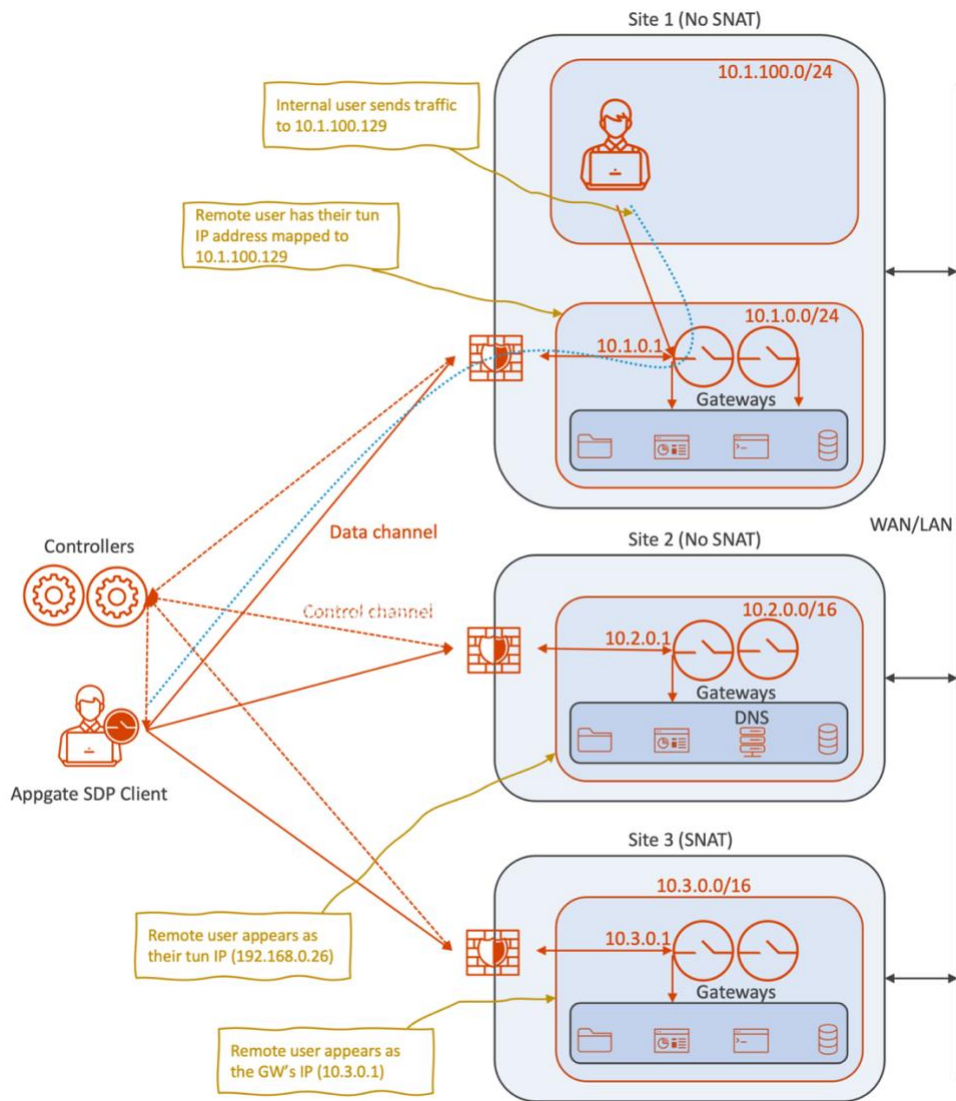 Site 1 (No SNAT)
10.1.100.0/24
Internal user sends traffic
to 10.1.100.129
Remote user has their tun
IP address mapped to
10.1.100.129
10.1.0.0/24
10.1.0.1
Gateways
Data channel
WAN/LAN
Controllers
Control channel
Site 2 (No SNAT)
10.2.0.0/16
10.2.0.1
Gateways
DNS
Appgate SDP Client
Site 3 (SNAT)
10.3.0.0/16
Remote user appears as
their tun IP (192.168.0.26)
10.3.0.1
Gateways
Remote user appears as
the GW's IP (10.3.0.1)